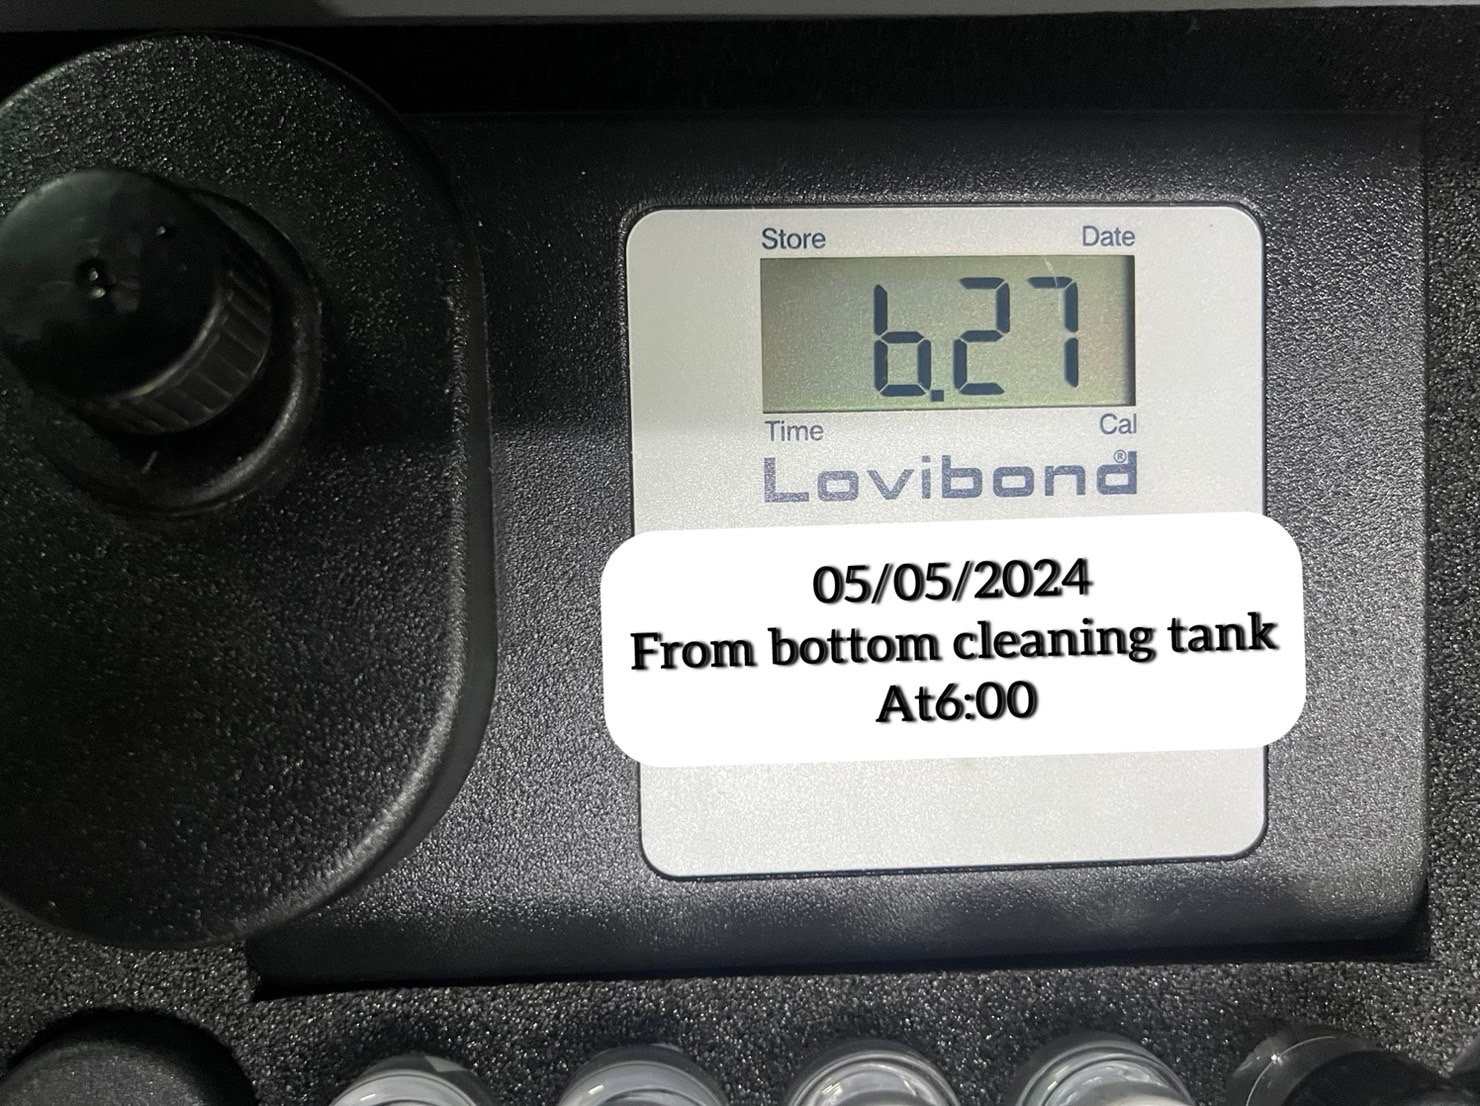 Store Date
6.27
Time Cal
Lovibond®
05/05/2024
From bottom cleaning tank
At6:00